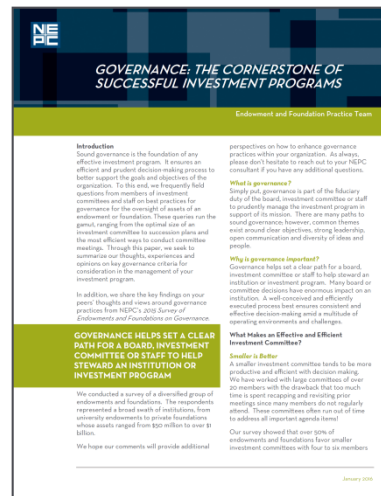 NE
PC
GOVERNANCE: THE CORNERSTONE OF
SUCCESSFUL INVESTMENT PROGRAMS
Endowment and Foundation Practice Team
Introduction
Sound governance is the foundation of any
effective investment program. It ensures an
efficient and prudent decision-making process to
better support the goals and objectives of the
organization. To this end, we frequently field
questions from members of investment
committees and staff on best practices for
governance for the oversight of assets of an
endowment or foundation. These queries run the
gamut, ranging from the optimal size of an
investment committee to succession plans and
the most efficient ways to conduct committee
meetings. Through this paper, we seek to
summarize our thoughts, experiences and
opinions on key governance criteria for
consideration in the management of your
investment program.
In addition, we share the key findings on your
peers' thoughts and views around governance
practices from NEPC's 2015 Survey of
Endowments and Foundations on Governance.
GOVERNANCE HELPS SET A CLEAR
PATH FOR A BOARD, INVESTMENT
COMMITTEE OR STAFF TO HELP
STEWARD AN INSTITUTION OR
INVESTMENT PROGRAM
We conducted a survey of a diversified group of
endowments and foundations. The respondents
represented a broad swath of institutions, from
university endowments to private foundations
whose assets ranged from $50 million to over $1
billion.
We hope our comments will provide additional
perspectives on how to enhance governance
practices within your organization. As always,
please don't hesitate to reach out to your NEPC
consultant if you have any additional questions.
What is governance?
Simply put, governance is part of the fiduciary
duty of the board, investment committee or staff
to prudently manage the investment program in
support of its mission. There are many paths to
sound governance; however, common themes
exist around clear objectives, strong leadership,
open communication and diversity of ideas and
people.
Why is governance important?
Governance helps set a clear path for a board,
investment committee or staff to help steward an
institution or investment program. Many board or
committee decisions have enormous impact on an
institution. A well-conceived and efficiently
executed process best ensures consistent and
effective decision-making amid a multitude of
operating environments and challenges.
What Makes an Effective and Efficient
Investment Committee?
Smaller is Better
A smaller investment committee tends to be more
productive and efficient with decision making.
We have worked with large committees of over
20 members with the drawback that too much
time is spent recapping and revisiting prior
meetings since many members do not regularly
attend. These committees often run out of time
to address all important agenda items!
Our survey showed that over 50% of
endowments and foundations favor smaller
investment committees with four to six members
January 2016